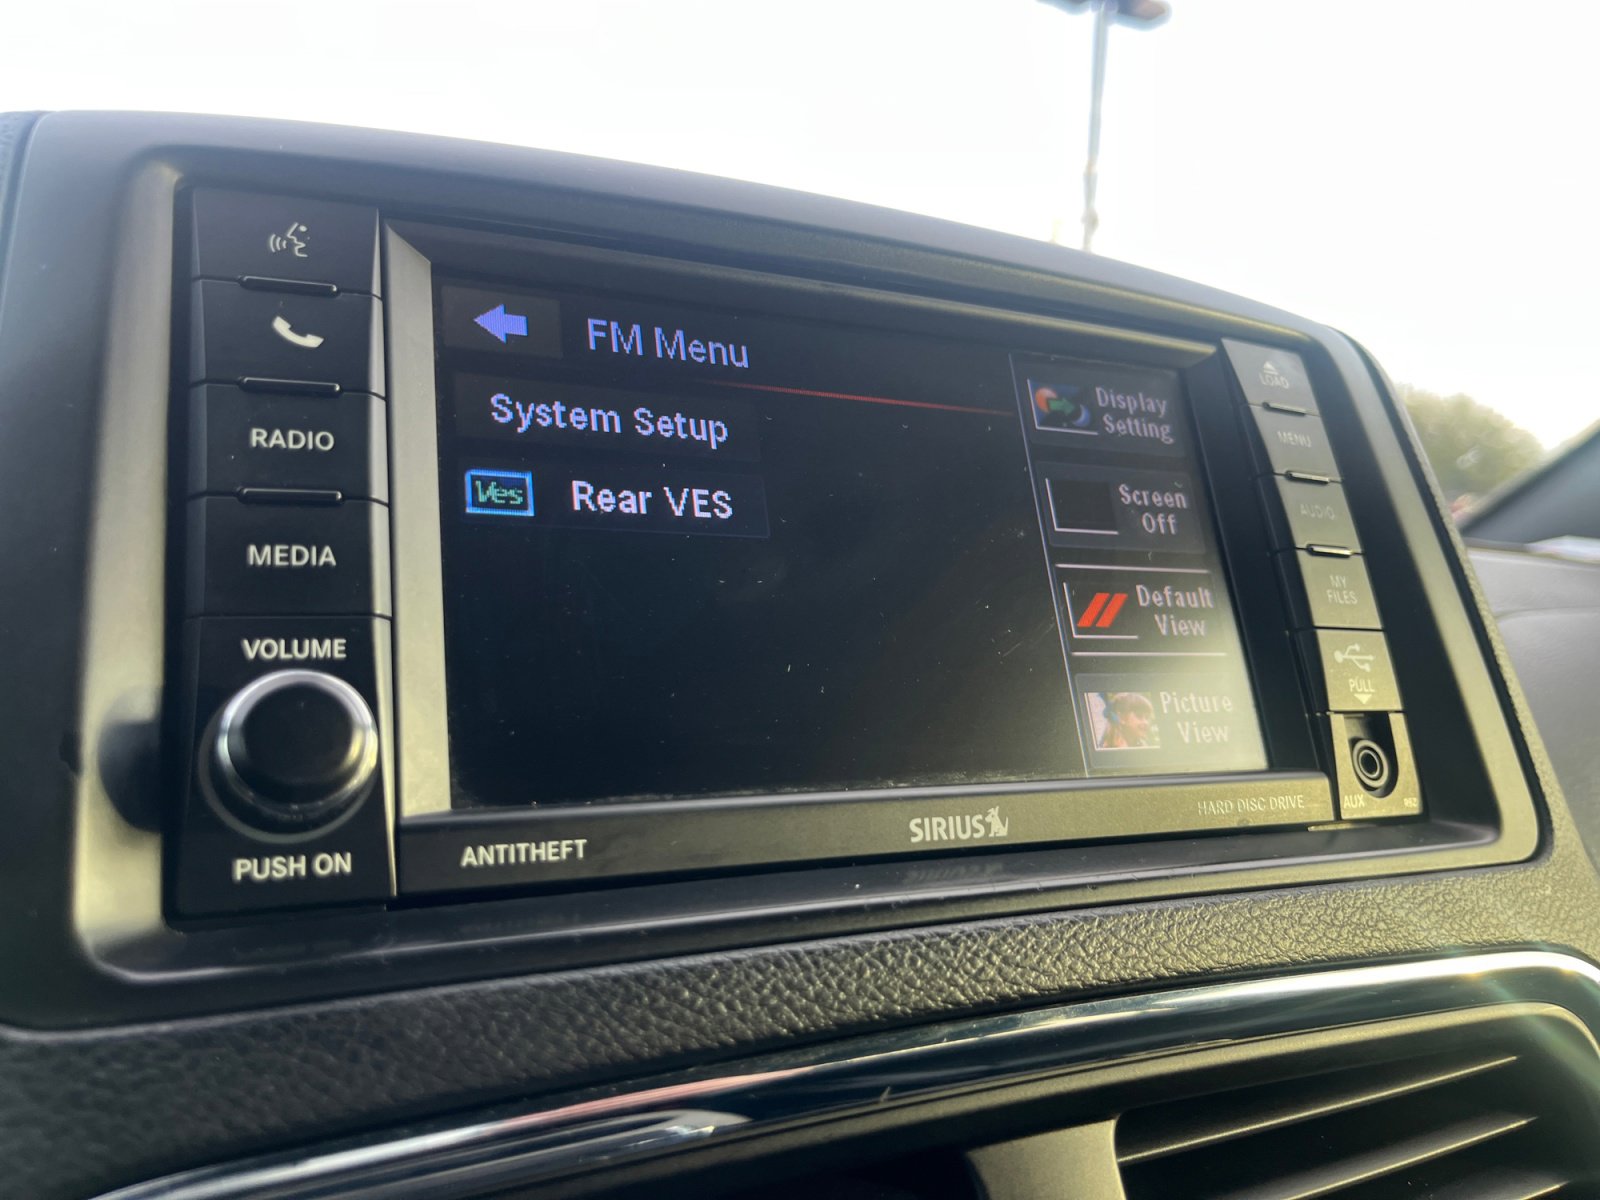 RADIO
MEDIA
VOLUME
PUSH ON
FM Menu
System Setup
Ves
Rear VES
Display
Setting
Screen
Off
Default
View
Picture
View
LOAD
MENU
AUDIO
MY
FILES
PULL
AUX
ANTITHEFT
SIRIUS
HARD DISC DRIVE